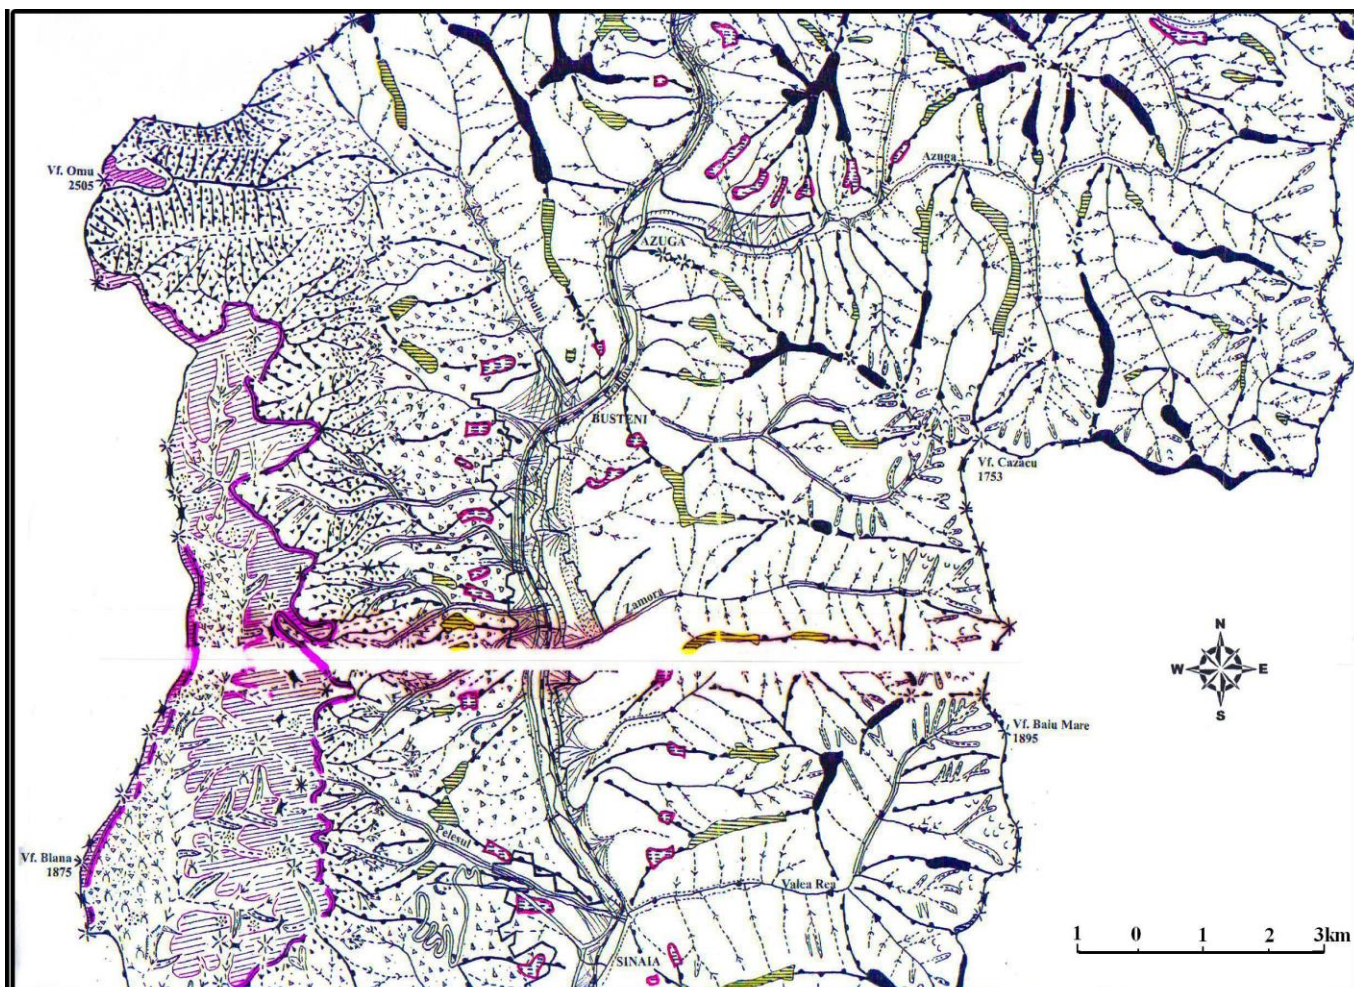 Azuga
Vf. Omu
2505
AZUGA
Cerbului
BUSTENI
Vf. Cazacu
1753
Zamora
N
W
E
S
Vf. Baiu Mare
1895
Pelesul
Vf. Blana
1875
Valea Rea
SINAIA
1
0
1
2
3km